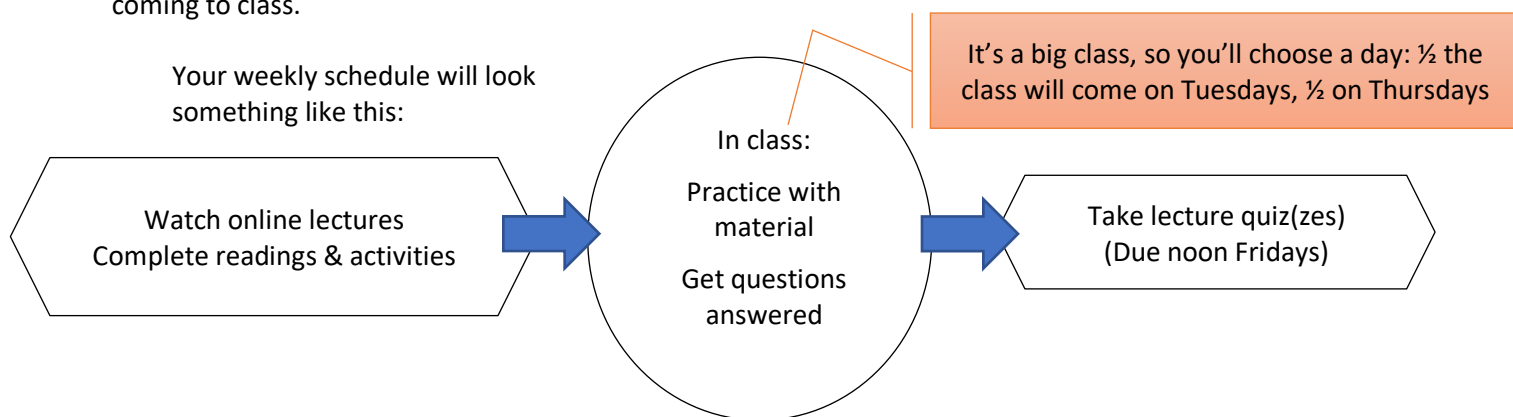 coming to class.
Your weekly schedule will look
something like this:
It’s a big class, so you’ll choose a day: ½ the
class will come on Tuesdays, ½ on Thursdays
Watch online lectures
Complete readings & activities
In class:
Practice with
material
Get questions
answered
Take lecture quiz(zes)
(Due noon Fridays)